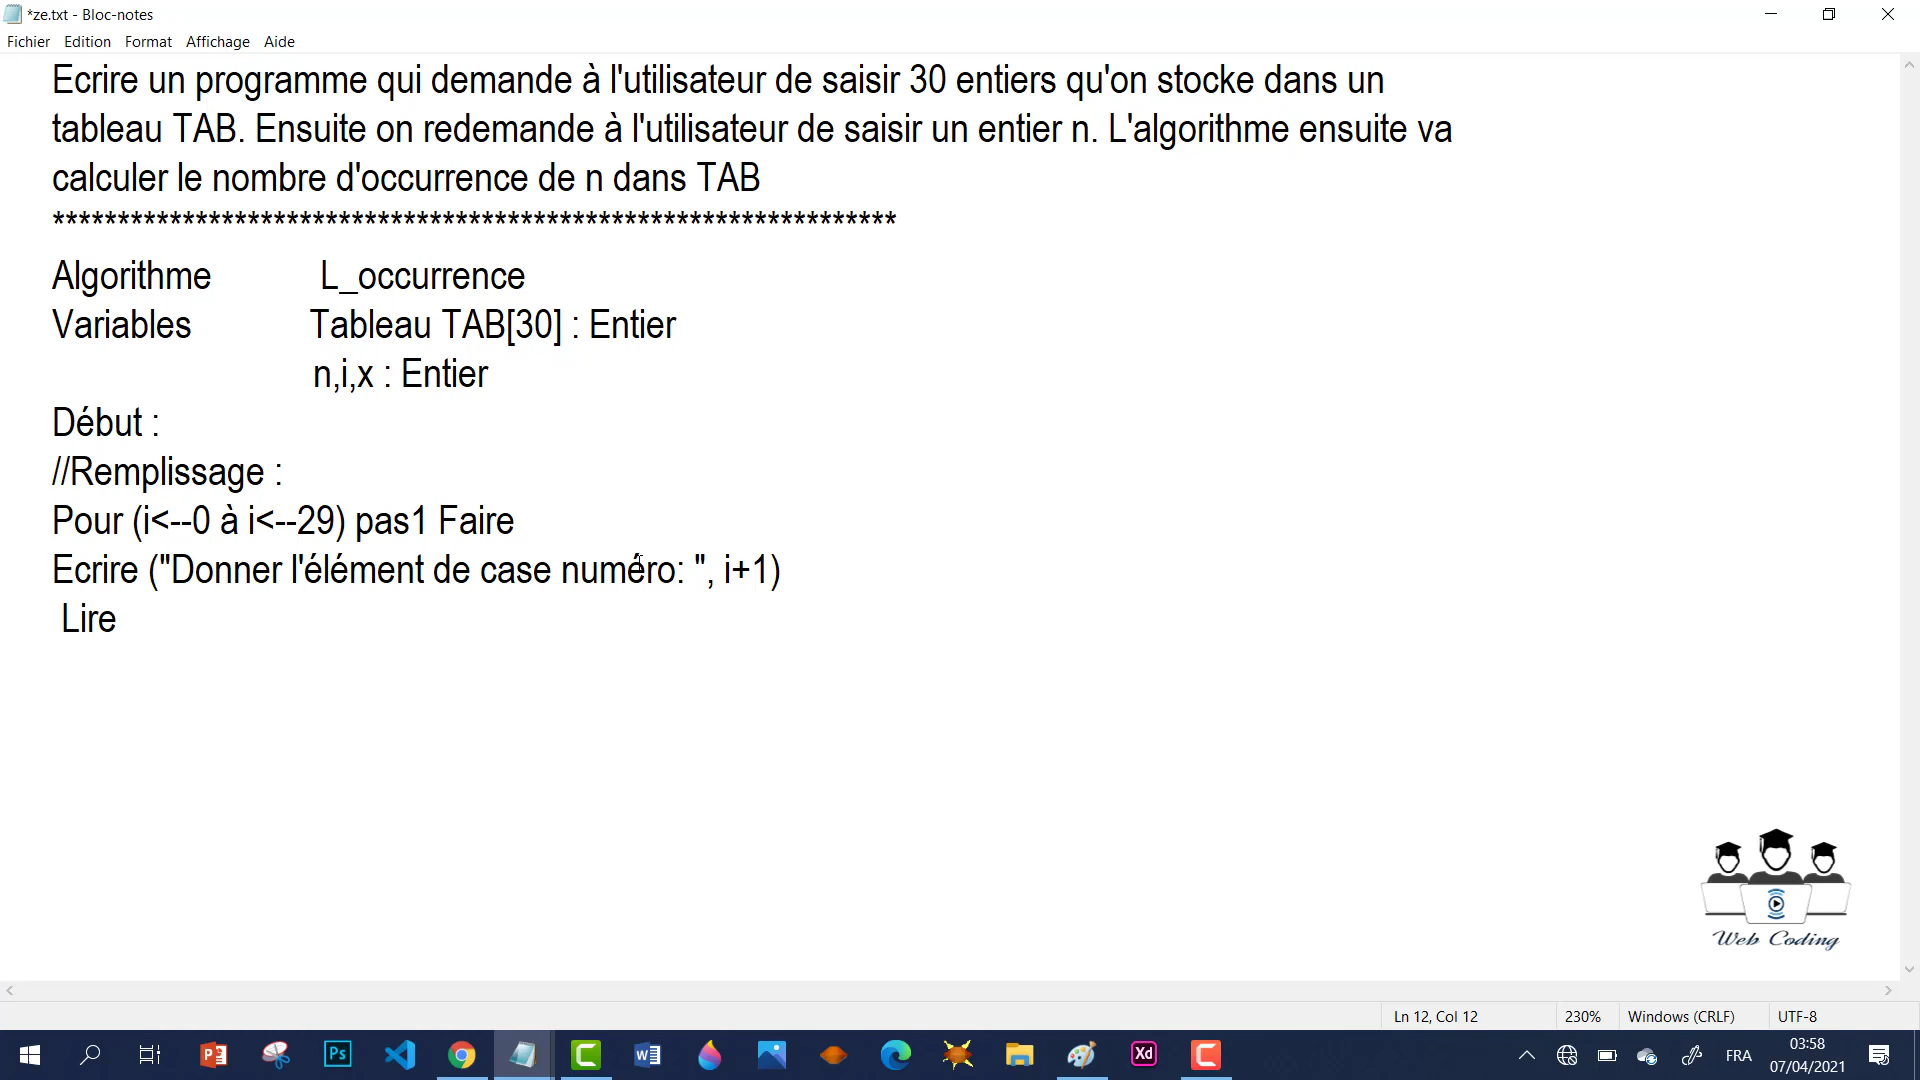 *ze.txt - Bloc-notes
Fichier Edition Format Affichage Aide
Ecrire un programme qui demande à l'utilisateur de saisir 30 entiers qu'on stocke dans un
tableau TAB. Ensuite on redemande à l'utilisateur de saisir un entier n. L'algorithme ensuite va
calculer le nombre d'occurrence de n dans TAB
*****************************************************************
Algorithme L_occurrence
Variables Tableau TAB[30] : Entier
n,i,x : Entier
Début :
//Remplissage :
Pour (i<--0 à i<--29) pas1 Faire
Ecrire ("Donner l'élément de case numéro: ", i+1)
Lire
Web Coding
Ln 12, Col 12 230% Windows (CRLF) UTF-8
Ps
Xd
FRA
03:58
07/04/2021